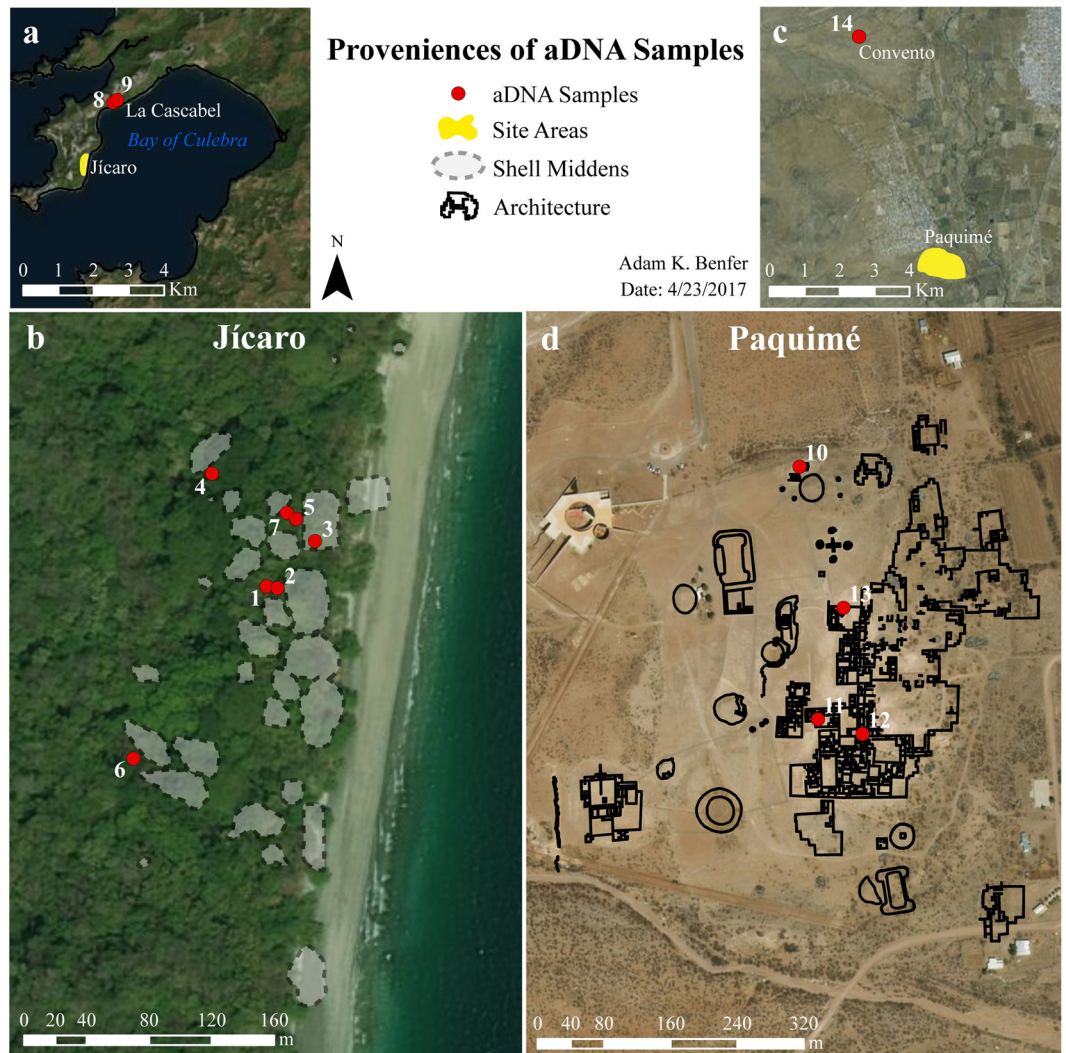 a
9
8
La Cascabel
Bay of Culebra
Jícaro
0 1 2 3 4
Km
Proveniences of aDNA Samples
aDNA Samples
Site Areas
Shell Middens
Architecture
N
Adam K. Benfer
Date: 4/23/2017
c
14
Convento
Paquimé
0 1 2 3 4
Km
b
Jícaro
4
5
7
3
2
1
6
0 20 40 80 120 160
m
d
Paquimé
10
13
11
12
0 40 80 160 240 320
m